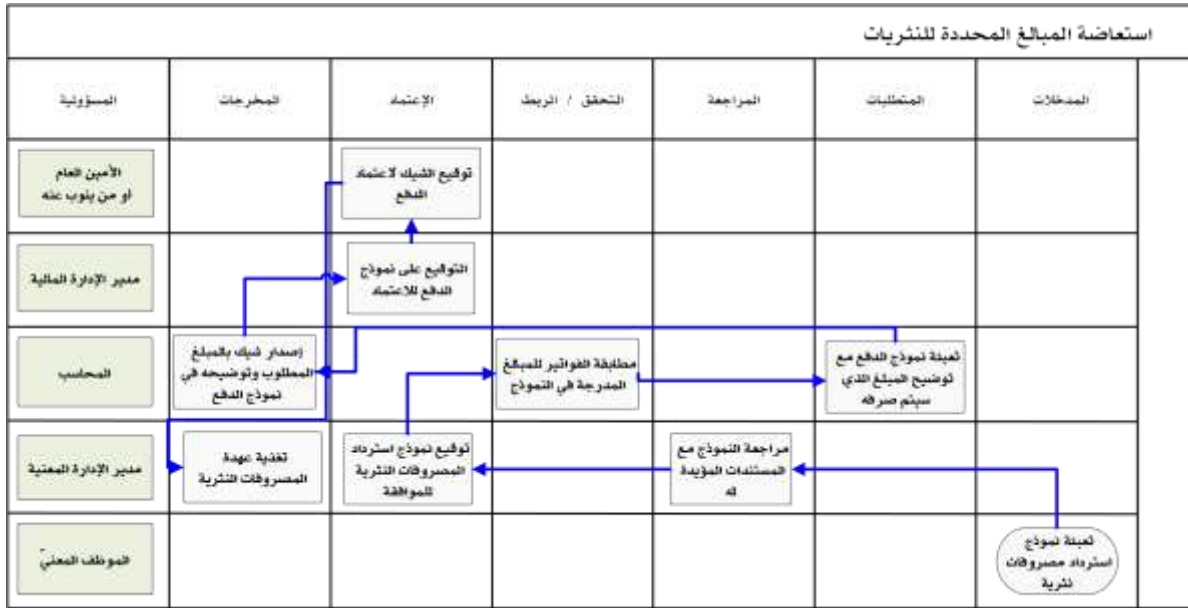 استعاضة المبالغ المحددة للنثريات
المدخلات
المتطلبات
المراجعة
التحقق / الربط
الإعتماد
المخرجات
المسؤولية
توقيع الشيك لاعتماد
الدفع
الأمين العام
او من ينوب عنه
التوقيع على نموذج
الدفع للاعتماد
مدير الإدارة المالية
تعبئة نموذج الدفع مع
توضيح المبلغ الذي
سيتم صرفه
مطابقة الفواتير للمبالغ
المدرجة في النموذج
إصدار شيك بالمبلغ
المطلوب وتوضيحه في
نموذج الدفع
المحاسب
مراجعة النموذج مع
المستندات المؤيدة
له
توقيع نموذج استرداد
المصروفات النثرية
للموافقة
تغذية عهدة
المصروفات النثرية
مدير الإدارة المعنية
تعبئة نموذج
استرداد مصروفات
نثرية
الموظف المعنيّ